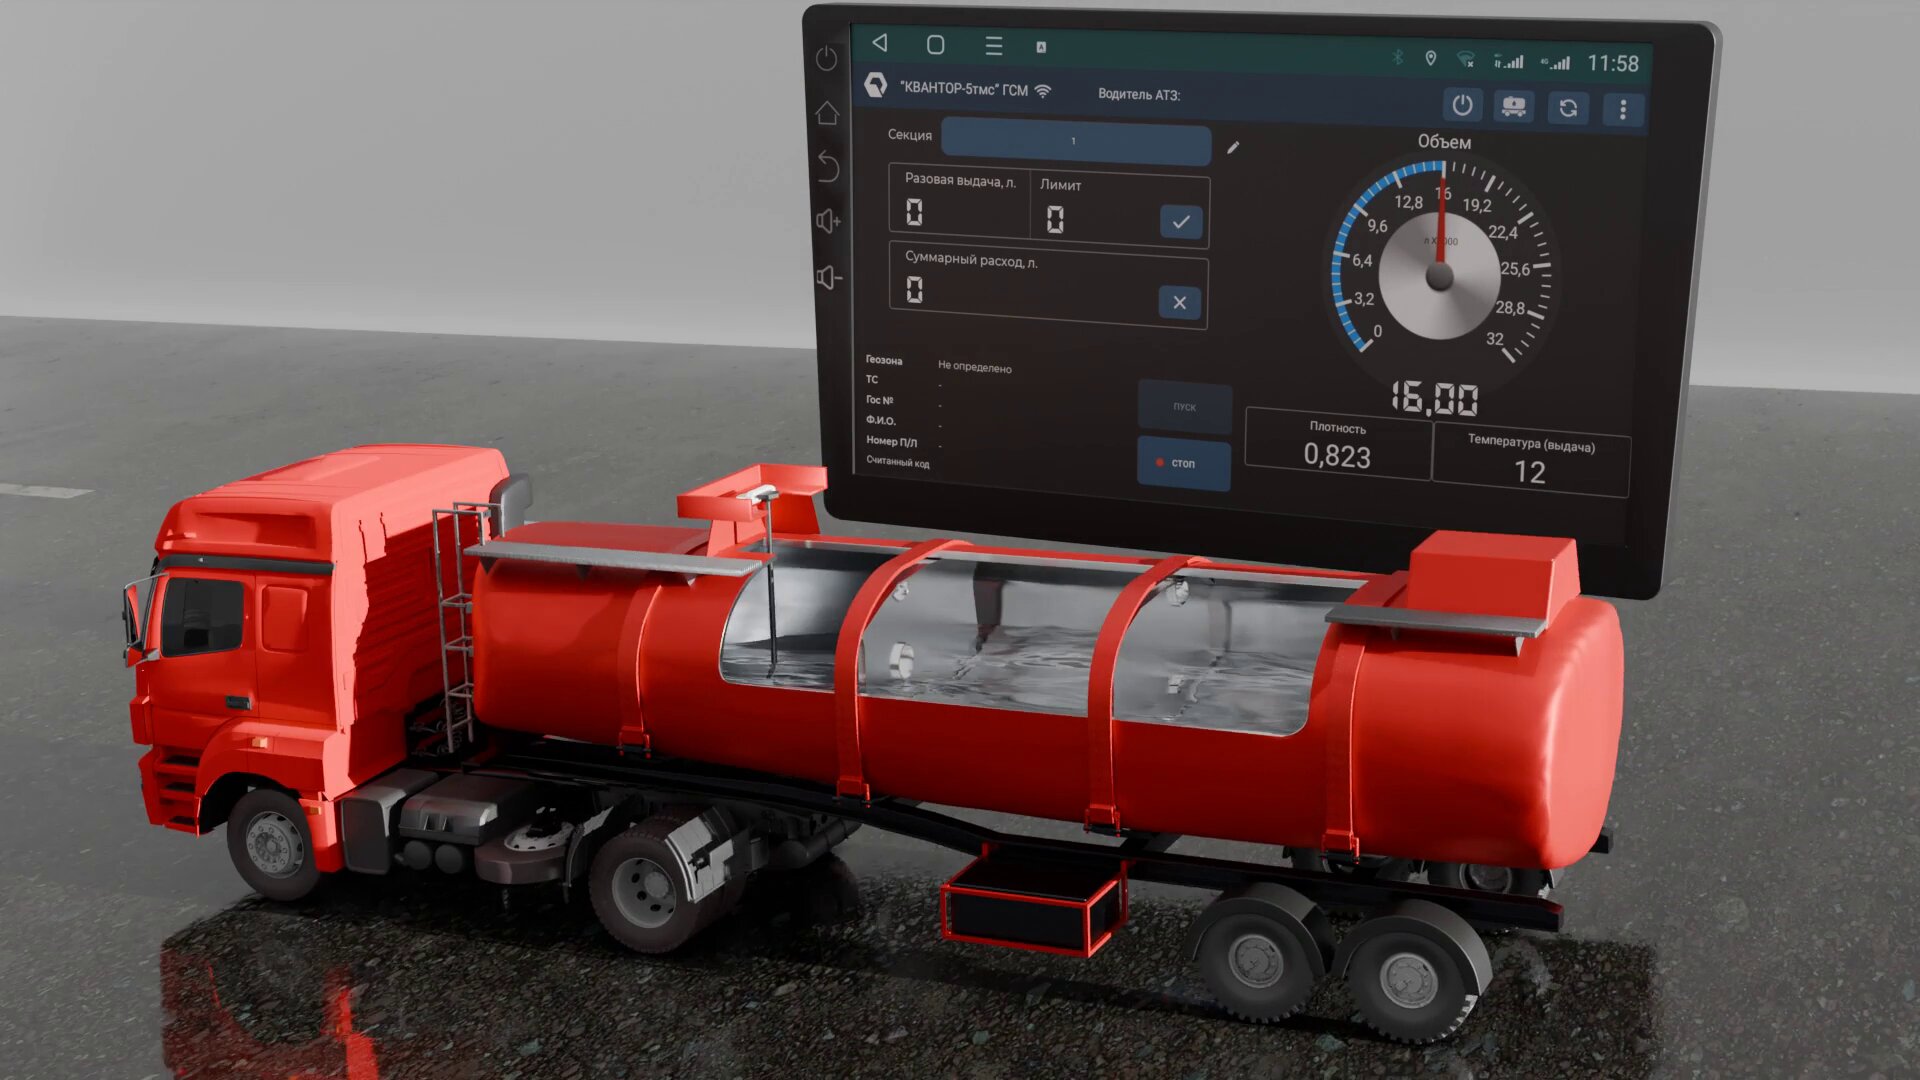 11:58
"КВАНТОР-5тмс" ГСМ
Водитель АТЗ:
Секция
1
Разовая выдача, л.
Лимит
0
0
Суммарный расход, л.
0
Геозона Не определено
ТС -
Гос № -
Ф.И.О. -
Номер П/Л -
Считанный код
ПУСК
СТОП
Объем
0
3,2
6,4
9,6
12,8
16
19,2
22,4
25,6
28,8
32
16,00
Плотность
0,823
Температура (выдача)
12